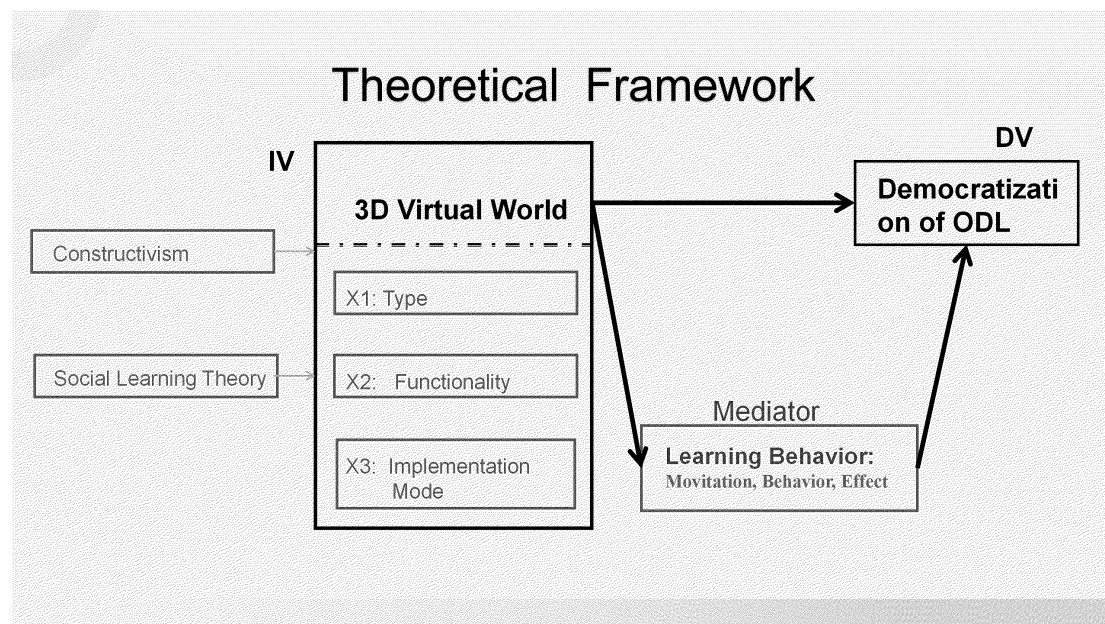 Theoretical Framework
IV
DV
3D Virtual World
Democratizati
on of ODL
Constructivism
X1: Type
Social Learning Theory
X2: Functionality
X3: Implementation
Mode
Mediator
Learning Behavior:
Movitation, Behavior, Effect